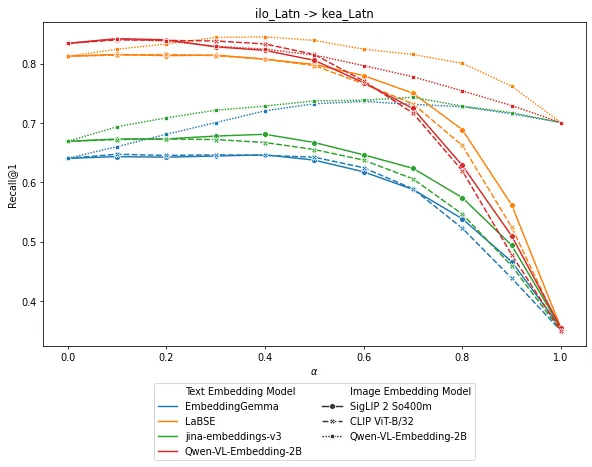 ilo_Latn -> kea_Latn
Recall@1
0.8
0.7
0.6
0.5
0.4
0.0 0.2 0.4 0.6 0.8 1.0
α
Text Embedding Model Image Embedding Model
EmbeddingGemma SigLIP 2 So400m
LaBSE CLIP ViT-B/32
jina-embeddings-v3 Qwen-VL-Embedding-2B
Qwen-VL-Embedding-2B